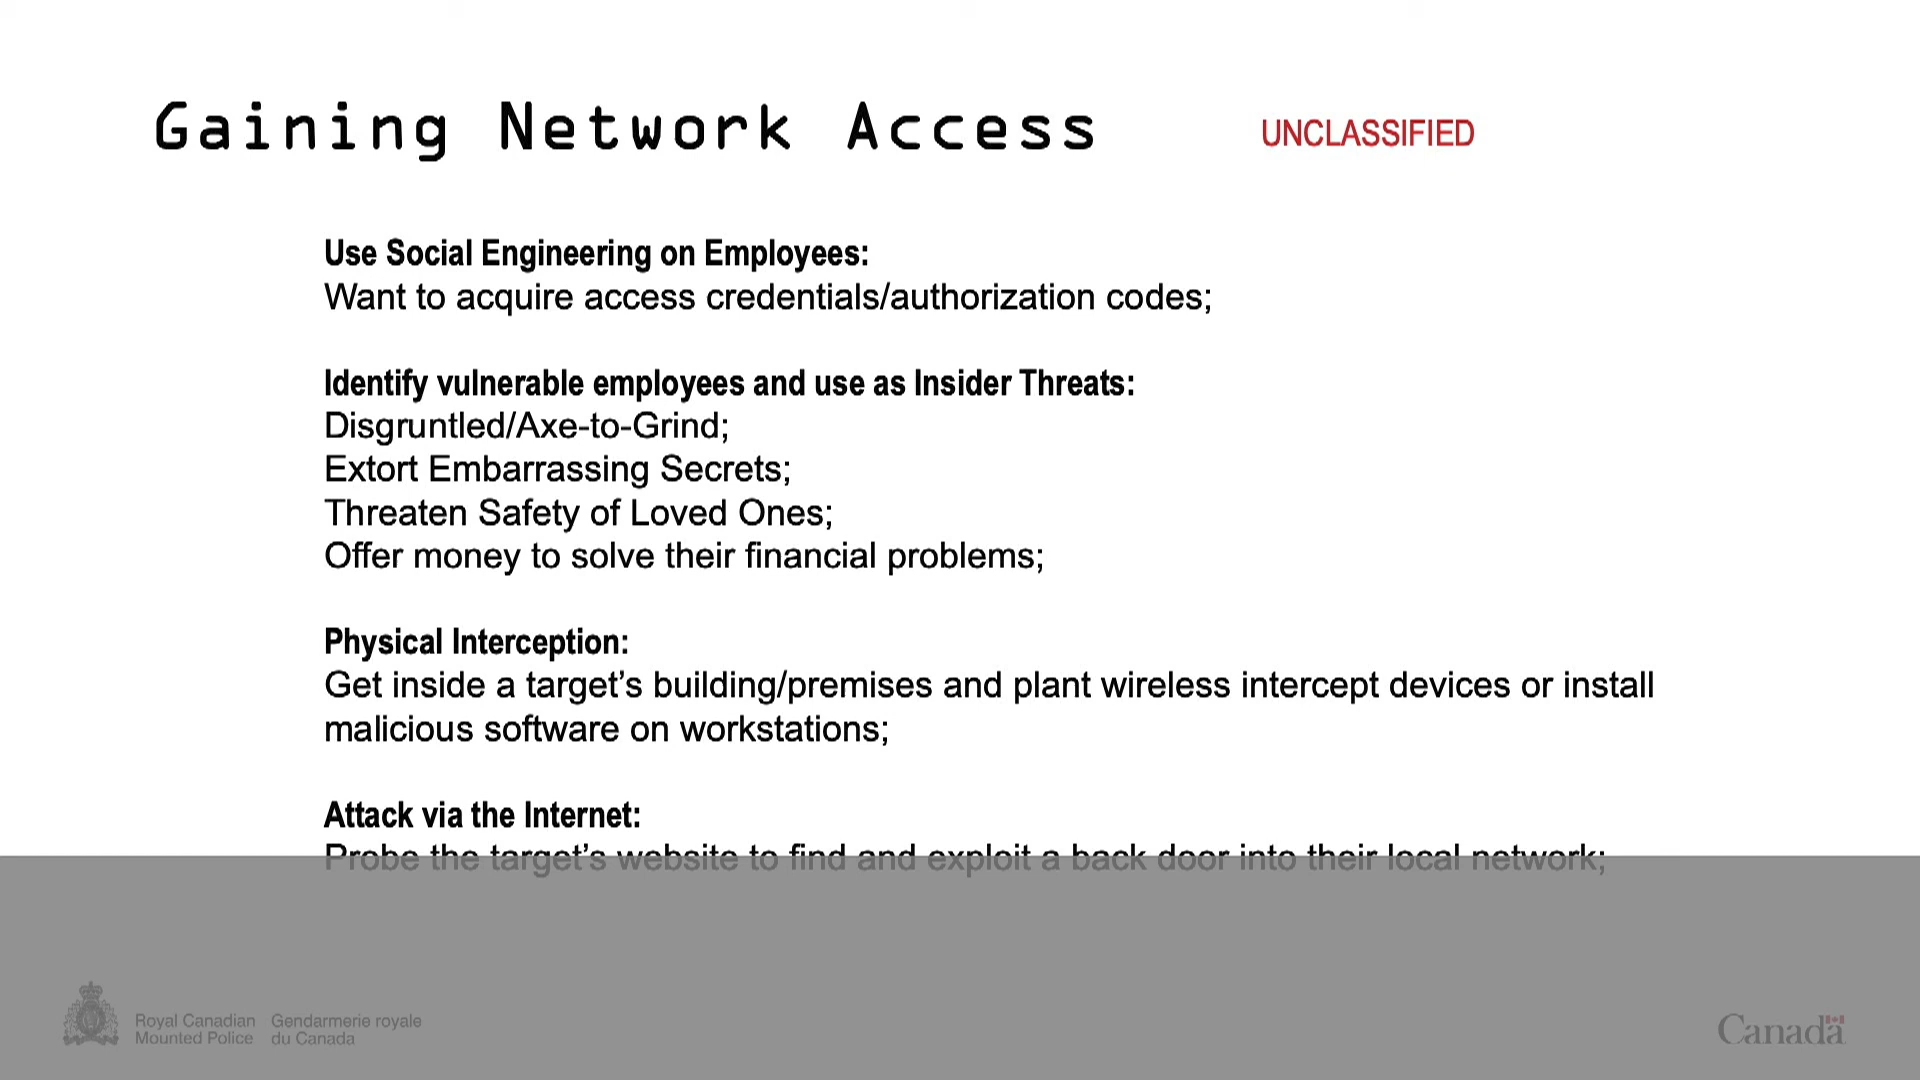 Gaining Network Access
UNCLASSIFIED
Use Social Engineering on Employees:
Want to acquire access credentials/authorization codes;
Identify vulnerable employees and use as Insider Threats:
Disgruntled/Axe-to-Grind;
Extort Embarrassing Secrets;
Threaten Safety of Loved Ones;
Offer money to solve their financial problems;
Physical Interception:
Get inside a target’s building/premises and plant wireless intercept devices or install
malicious software on workstations;
Attack via the Internet:
Probe the target’s website to find and exploit a back door into their local network;
Royal Canadian
Mounted Police
Gendarmerie royale
du Canada
Canada